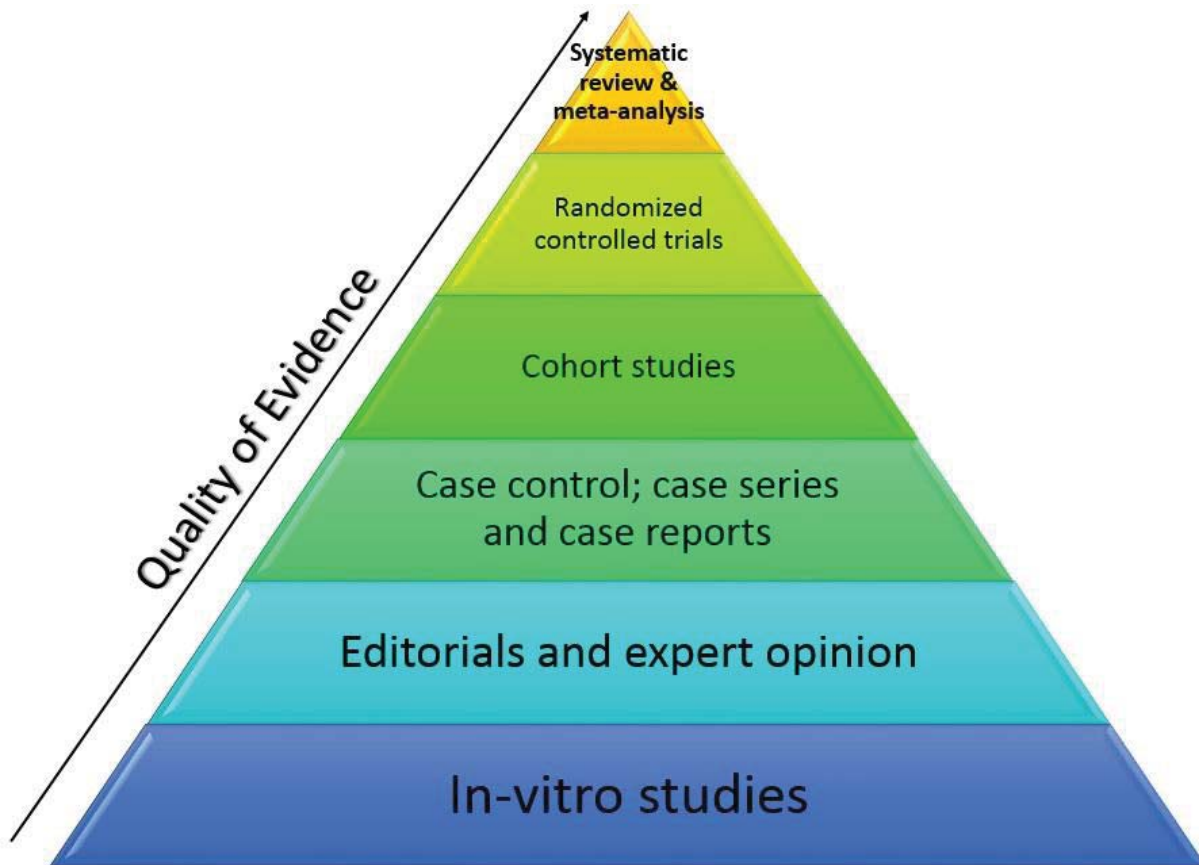 Systematic
review &
meta-analysis
Randomized
controlled trials
Cohort studies
Case control; case series
and case reports
Editorials and expert opinion
In-vitro studies
Quality of Evidence